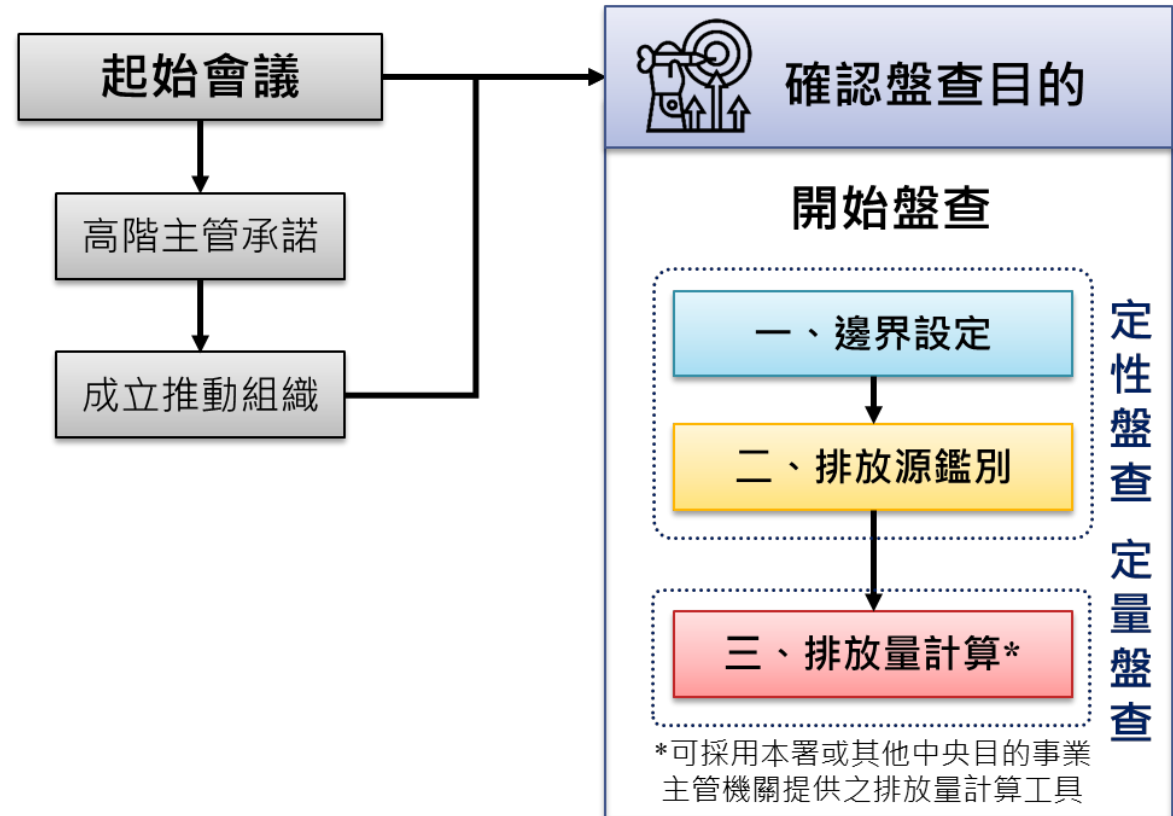 起始會議
高階主管承諾
成立推動組織
確認盤查目的
開始盤查
一、邊界設定
二、排放源鑑別
定性盤查
三、排放量計算*
定量盤查
*可採用本署或其他中央目的事業
主管機關提供之排放量計算工具